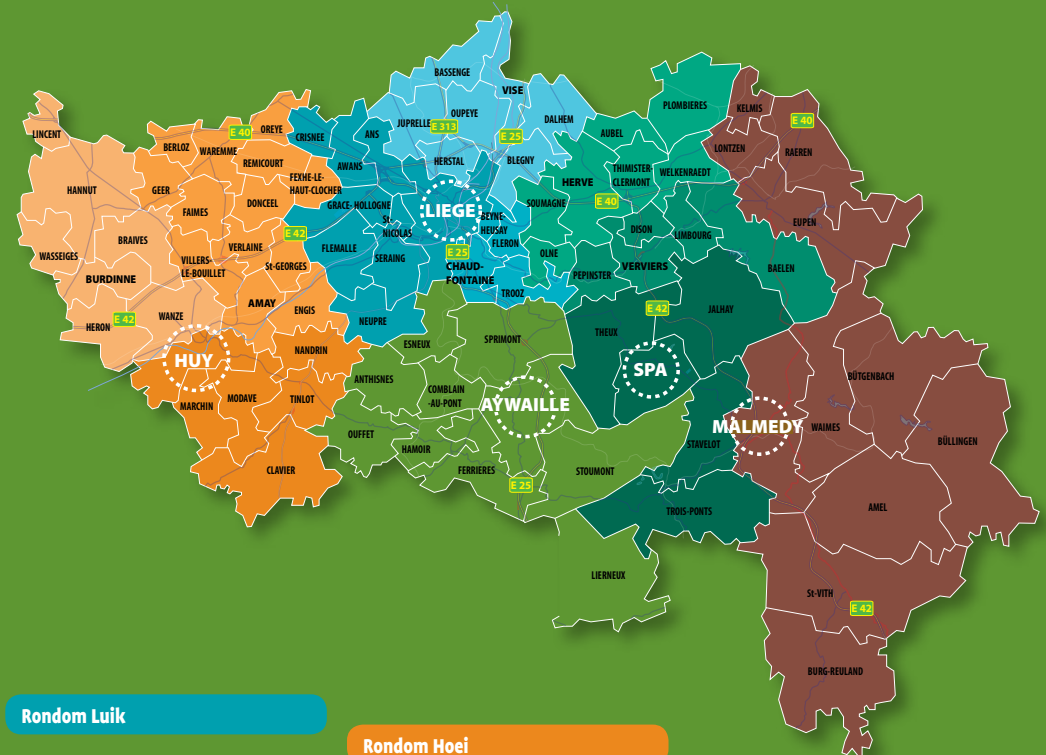 BASSENGE
VISE
PLOMBIERES
KELMIS
LINCENT
BERLOZ
E 40
OREYE
WAREMME
CRISNEE
ANS
JUPRELLE
OUPEYE
E 313
E 25
DALHEM
AUBEL
LONTZEN
E 40
RAEREN
HANNUT
GEER
REMICOURT
FEXHE-LE-
HAUT-CLOCHER
AWANS
HERSTAL
BLEGNY
HERVE
THIMISTER-
CLERMONT
WELKENRAEDT
FAIMES
DONCEEL
GRACE-HOLLOGNE
St-
NICOLAS
LIEGE
BEYNE-
HEUSAY
SOUMAGNE
E 40
EUPEN
WASSEIGES
BRAIVES
VERLAINE
E 42
FLEMALLE
SERAING
E 25
FLERON
OLNE
DISON
LIMBOURG
BURDINNE
VILLERS-
LE-BOUILLET
St-GEORGES
CHAUD-
FONTAINE
PEPINSTER
VERVIERS
BAELEN
HERON
E 42
WANZE
AMAY
ENGIS
NEUPRE
TROOZ
THEUX
E 42
JALHAY
HUY
NANDRIN
ESNEUX
SPRIMONT
SPA
BÜTGENBACH
MARCHIN
MODAVE
TINLOT
ANTHISNES
COMBLAIN
-AU-PONT
AYWAILLE
MALMEDY
WAIMES
BÜLLINGEN
CLAVIER
OUFFET
HAMOIR
FERRIERES
E 25
STOUMONT
STAVELOT
TROIS-PONTS
AMEL
LIERNEUX
St-VITH
E 42
BURG-REULAND
Rondom Luik
Rondom Hoei